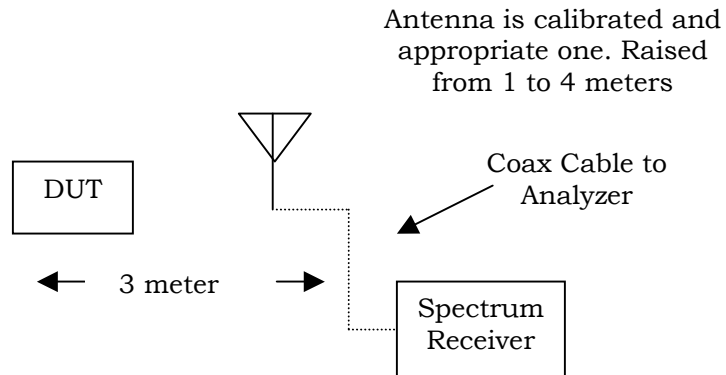 Antenna is calibrated and
appropriate one. Raised
from 1 to 4 meters
DUT
Coax Cable to
Analyzer
3 meter
Spectrum
Receiver